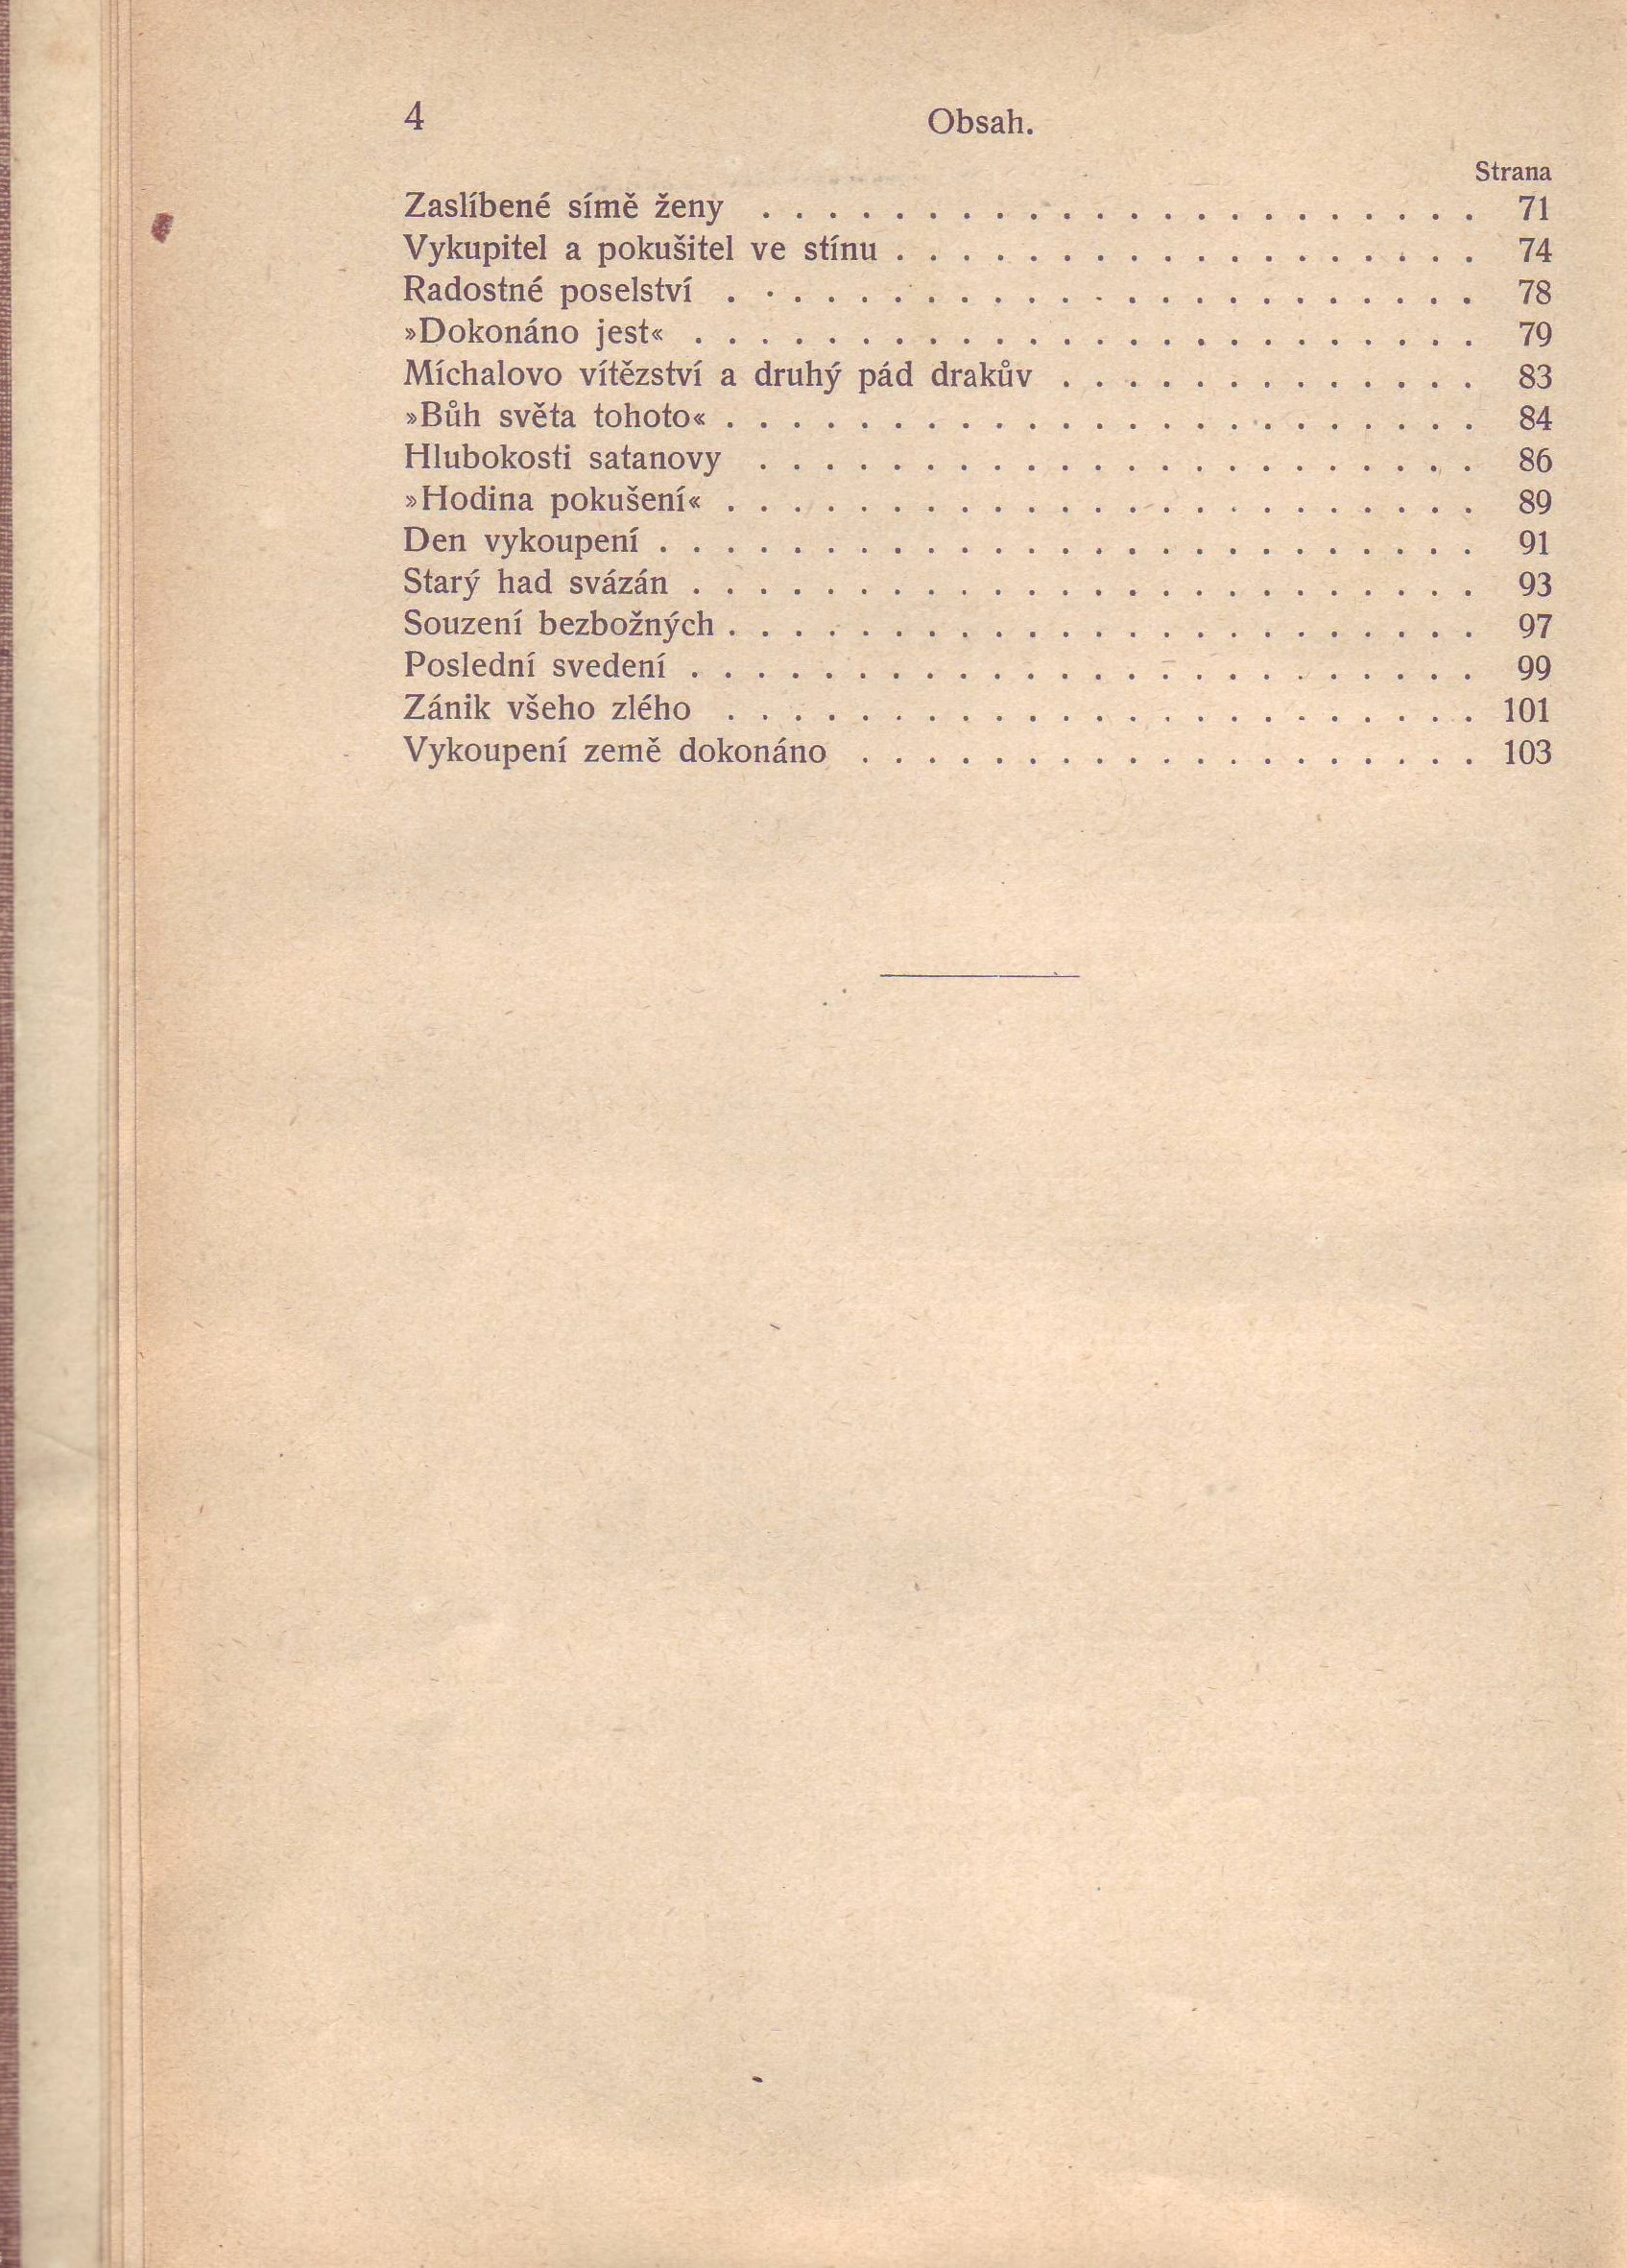 4 Obsah.
Strana
Zaslíbené símě ženy . . . . . . . . . . . . . . . . . . . . . . 71
Vykupitel a pokušitel ve stínu . . . . . . . . . . . . . . . . . . 74
Radostné poselství . . . . . . . . . . . . . . . . . . . . . . . 78
»Dokonáno jest« . . . . . . . . . . . . . . . . . . . . . . . . 79
Míchalovo vítězství a druhý pád drakův . . . . . . . . . . . . . 83
»Bůh světa tohoto« . . . . . . . . . . . . . . . . . . . . . . . 84
Hlubokosti satanovy . . . . . . . . . . . . . . . . . . . . . . 86
»Hodina pokušení« . . . . . . . . . . . . . . . . . . . . . . . 89
Den vykoupení . . . . . . . . . . . . . . . . . . . . . . . . . 91
Starý had svázán . . . . . . . . . . . . . . . . . . . . . . . . 93
Souzení bezbožných . . . . . . . . . . . . . . . . . . . . . . . 97
Poslední svedení . . . . . . . . . . . . . . . . . . . . . . . . 99
Zánik všeho zlého . . . . . . . . . . . . . . . . . . . . . . . 101
Vykoupení země dokonáno . . . . . . . . . . . . . . . . . . . 103